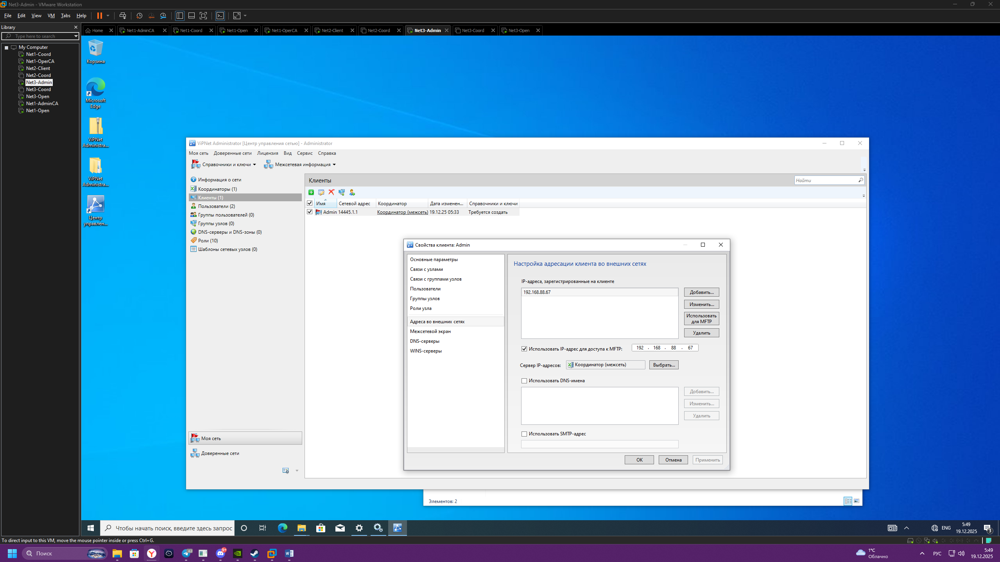 Net3-Admin - VMware Workstation
File Edit View VM Tabs Help
Library
Type here to search
Home
Net1-AdminCA
Net1-Coord
Net1-Open
Net1-OperCA
Net2-Client
Net2-Coord
Net3-Admin
Net3-Coord
Net3-Open
My Computer
Net1-Coord
Net1-OperCA
Net2-Client
Net2-Coord
Net3-Admin
Net3-Coord
Net3-Open
Net1-AdminCA
Net1-Open
Корзина
Microsoft
Edge
ViPNet
Administra...
ViPNet
Administra...
Центр
управлен...
ViPNet Administrator [Центр управления сетью] - Administrator
Моя сеть Доверенные сети Лицензия Вид Сервис Справка
Справочники и ключи Межсетевая информация
Информация о сети
Координаторы (1)
Клиенты (1)
Пользователи (2)
Группы пользователей (0)
Группы узлов (0)
DNS-серверы и DNS-зоны (0)
Роли (10)
Шаблоны сетевых узлов (0)
Моя сеть
Доверенные сети
Клиенты
Найти
Имя Сетевой адрес Координатор Дата изменен... Справочники и ключи
Admin 14445.1.1 Координатор (межсеть) 19.12.25 05:33 Требуется создать
Свойства клиента: Admin
Основные параметры
Связи с узлами
Связи с группами узлов
Пользователи
Группы узлов
Роли узла
Адреса во внешних сетях
Межсетевой экран
DNS-серверы
WINS-серверы
Настройка адресации клиента во внешних сетях
IP-адреса, зарегистрированные на клиенте
192.168.88.67
Добавить...
Изменить...
Использовать
для MFTP
Удалить
Использовать IP-адрес для доступа к MFTP: 192 . 168 . 88 . 67
Сервер IP-адресов: Координатор (межсеть) Выбрать...
Использовать DNS-имена
Добавить...
Изменить...
Удалить
Использовать SMTP-адрес
OK Отмена Применить
Элементов: 2
Чтобы начать поиск, введите здесь запрос
ENG
5:49
19.12.2025
3
To direct input to this VM, move the mouse pointer inside or press Ctrl+G.
Поиск
62
9+
1°C
Облачно
РУС
5:49
19.12.2025